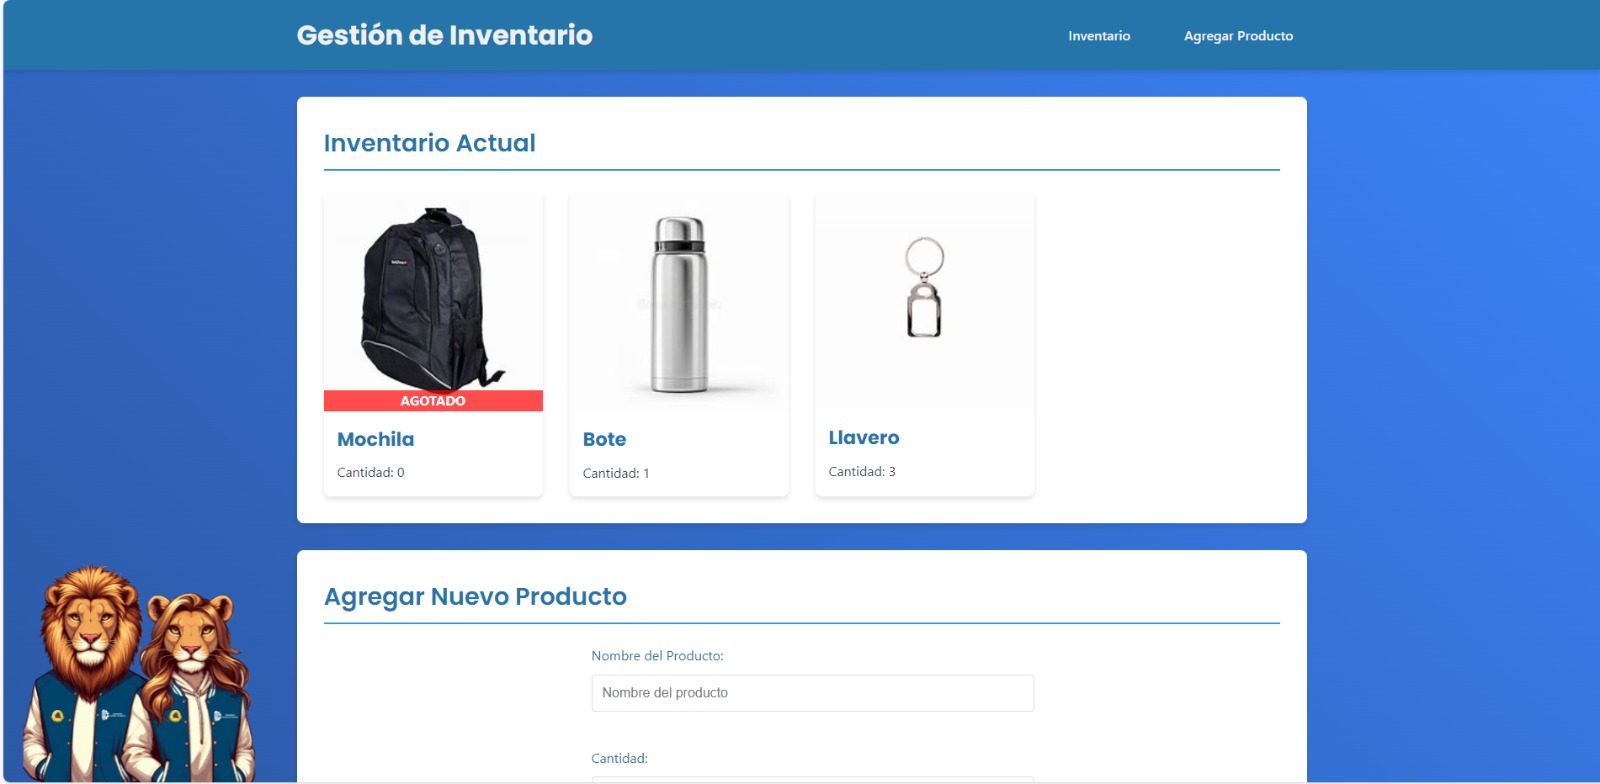 Gestión de Inventario
Inventario
Agregar Producto
Inventario Actual
AGOTADO
Mochila
Cantidad: 0
Bote
Cantidad: 1
Llavero
Cantidad: 3
Agregar Nuevo Producto
Nombre del Producto:
Nombre del producto
Cantidad: